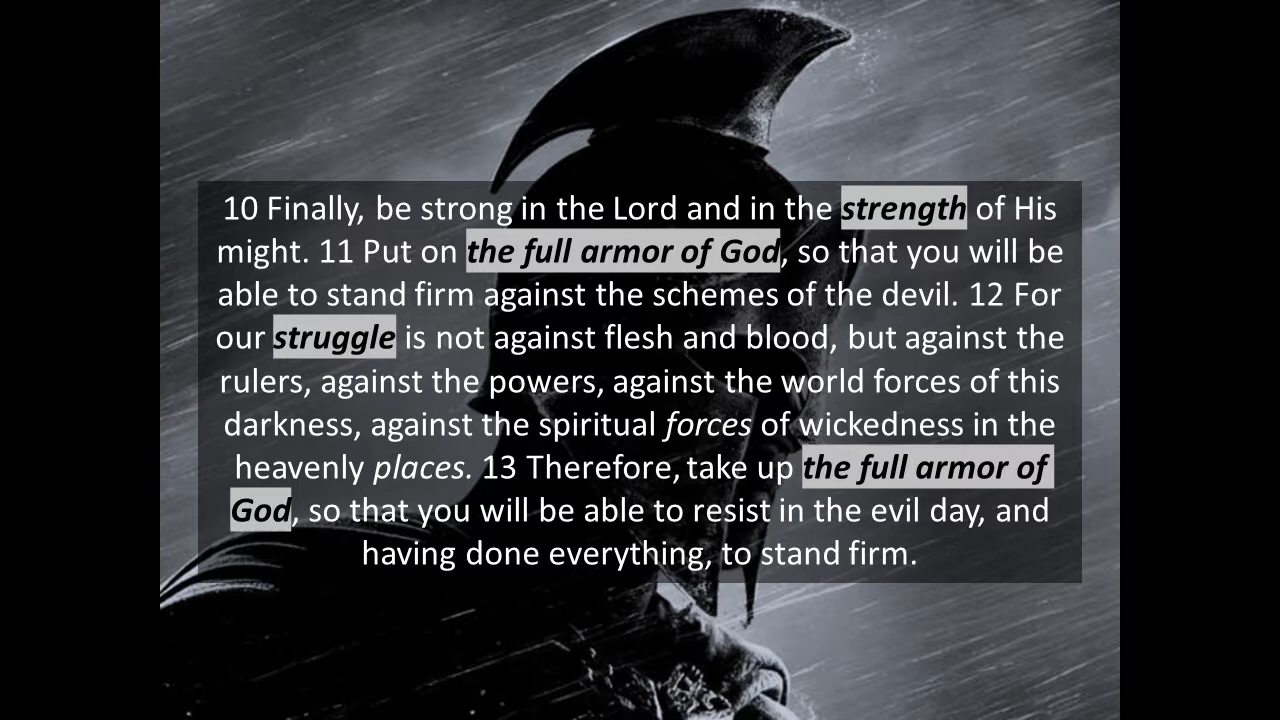 10 Finally, be strong in the Lord and in the strength of His
might. 11 Put on the full armor of God, so that you will be
able to stand firm against the schemes of the devil. 12 For
our struggle is not against flesh and blood, but against the
rulers, against the powers, against the world forces of this
darkness, against the spiritual forces of wickedness in the
heavenly places. 13 Therefore, take up the full armor of
God, so that you will be able to resist in the evil day, and
having done everything, to stand firm.